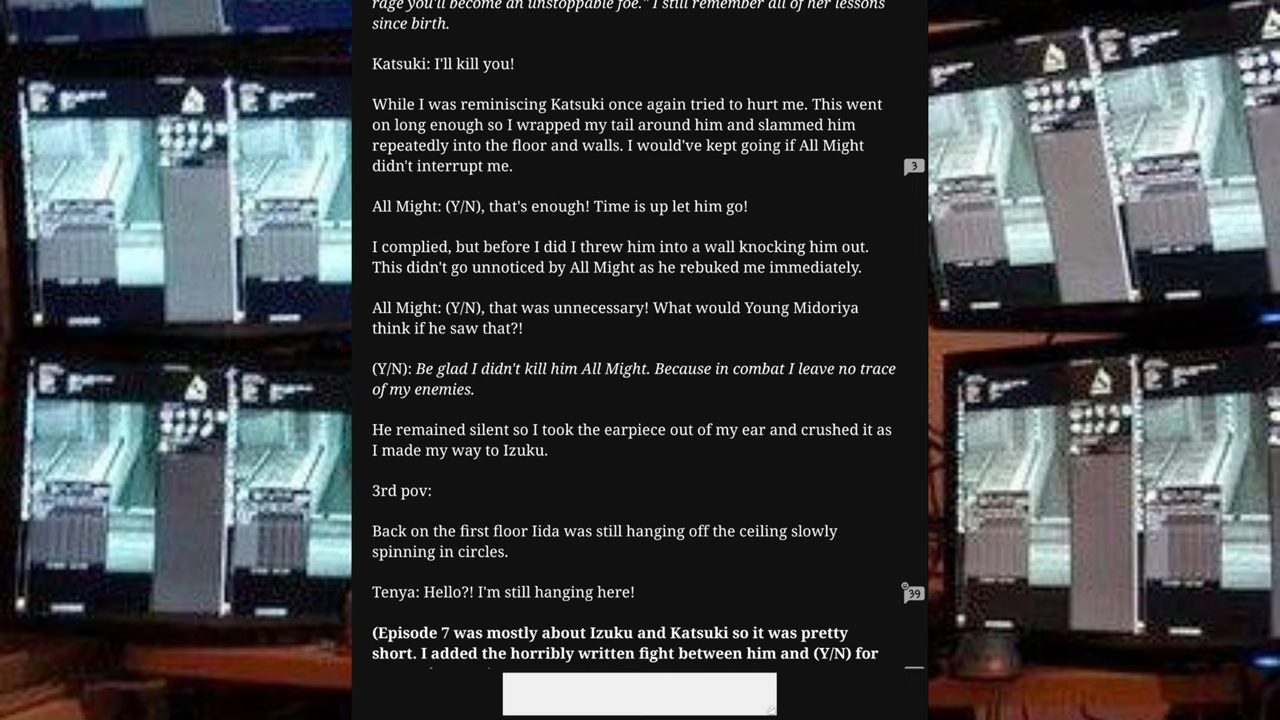 rage you'll become an unstoppable foe." I still remember all of her lessons
since birth.
Katsuki: I'll kill you!
While I was reminiscing Katsuki once again tried to hurt me. This went
on long enough so I wrapped my tail around him and slammed him
repeatedly into the floor and walls. I would've kept going if All Might
didn't interrupt me.
3
All Might: (Y/N), that's enough! Time is up let him go!
I complied, but before I did I threw him into a wall knocking him out.
This didn't go unnoticed by All Might as he rebuked me immediately.
All Might: (Y/N), that was unnecessary! What would Young Midoriya
think if he saw that?!
(Y/N): Be glad I didn't kill him All Might. Because in combat I leave no trace
of my enemies.
He remained silent so I took the earpiece out of my ear and crushed it as
I made my way to Izuku.
3rd pov:
Back on the first floor Iida was still hanging off the ceiling slowly
spinning in circles.
Tenya: Hello?! I'm still hanging here!
39
(Episode 7 was mostly about Izuku and Katsuki so it was pretty
short. I added the horribly written fight between him and (Y/N) for